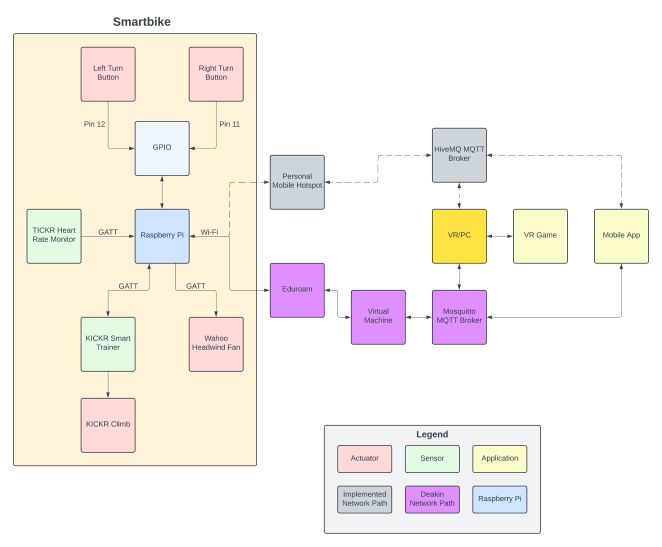 Smartbike
Left Turn
Button
Right Turn
Button
Pin 12
Pin 11
GPIO
HiveMQ MQTT
Broker
Personal
Mobile Hotspot
TICKR Heart
Rate Monitor
GATT
Raspberry Pi
Wi-Fi
VR/PC
VR Game
Mobile App
GATT
GATT
Eduroam
Virtual
Machine
Mosquitto
MQTT Broker
KICKR Smart
Trainer
Wahoo
Headwind Fan
KICKR Climb
Legend
Actuator
Sensor
Application
Implemented
Network Path
Deakin
Network Path
Raspberry Pi